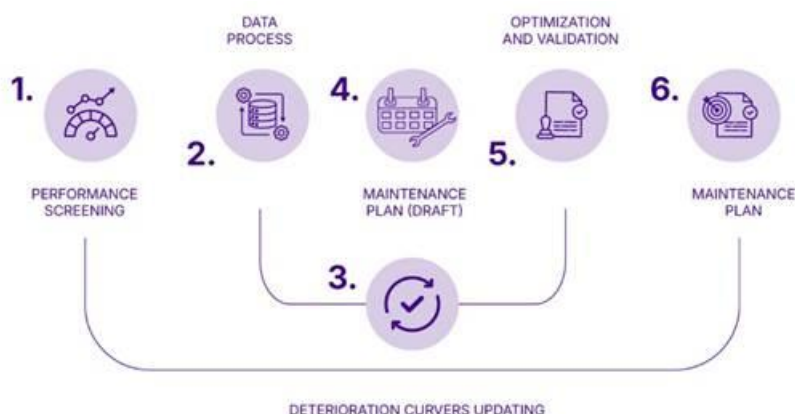 DATA
PROCESS
OPTIMIZATION
AND VALIDATION
1.
2.
4.
5.
6.
PERFORMANCE
SCREENING
MAINTENANCE
PLAN (DRAFT)
MAINTENANCE
PLAN
3.
DETERIORATION CURVERS UPDATING